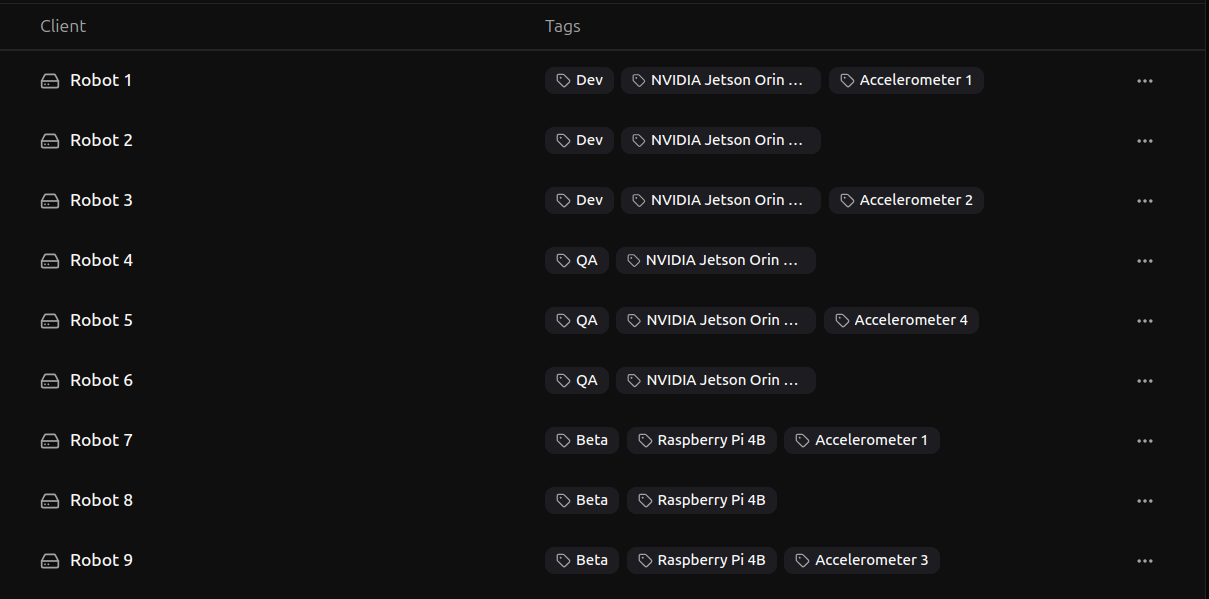 Client Tags
Robot 1 Dev NVIDIA Jetson Orin ... Accelerometer 1
Robot 2 Dev NVIDIA Jetson Orin ...
Robot 3 Dev NVIDIA Jetson Orin ... Accelerometer 2
Robot 4 QA NVIDIA Jetson Orin ...
Robot 5 QA NVIDIA Jetson Orin ... Accelerometer 4
Robot 6 QA NVIDIA Jetson Orin ...
Robot 7 Beta Raspberry Pi 4B Accelerometer 1
Robot 8 Beta Raspberry Pi 4B
Robot 9 Beta Raspberry Pi 4B Accelerometer 3